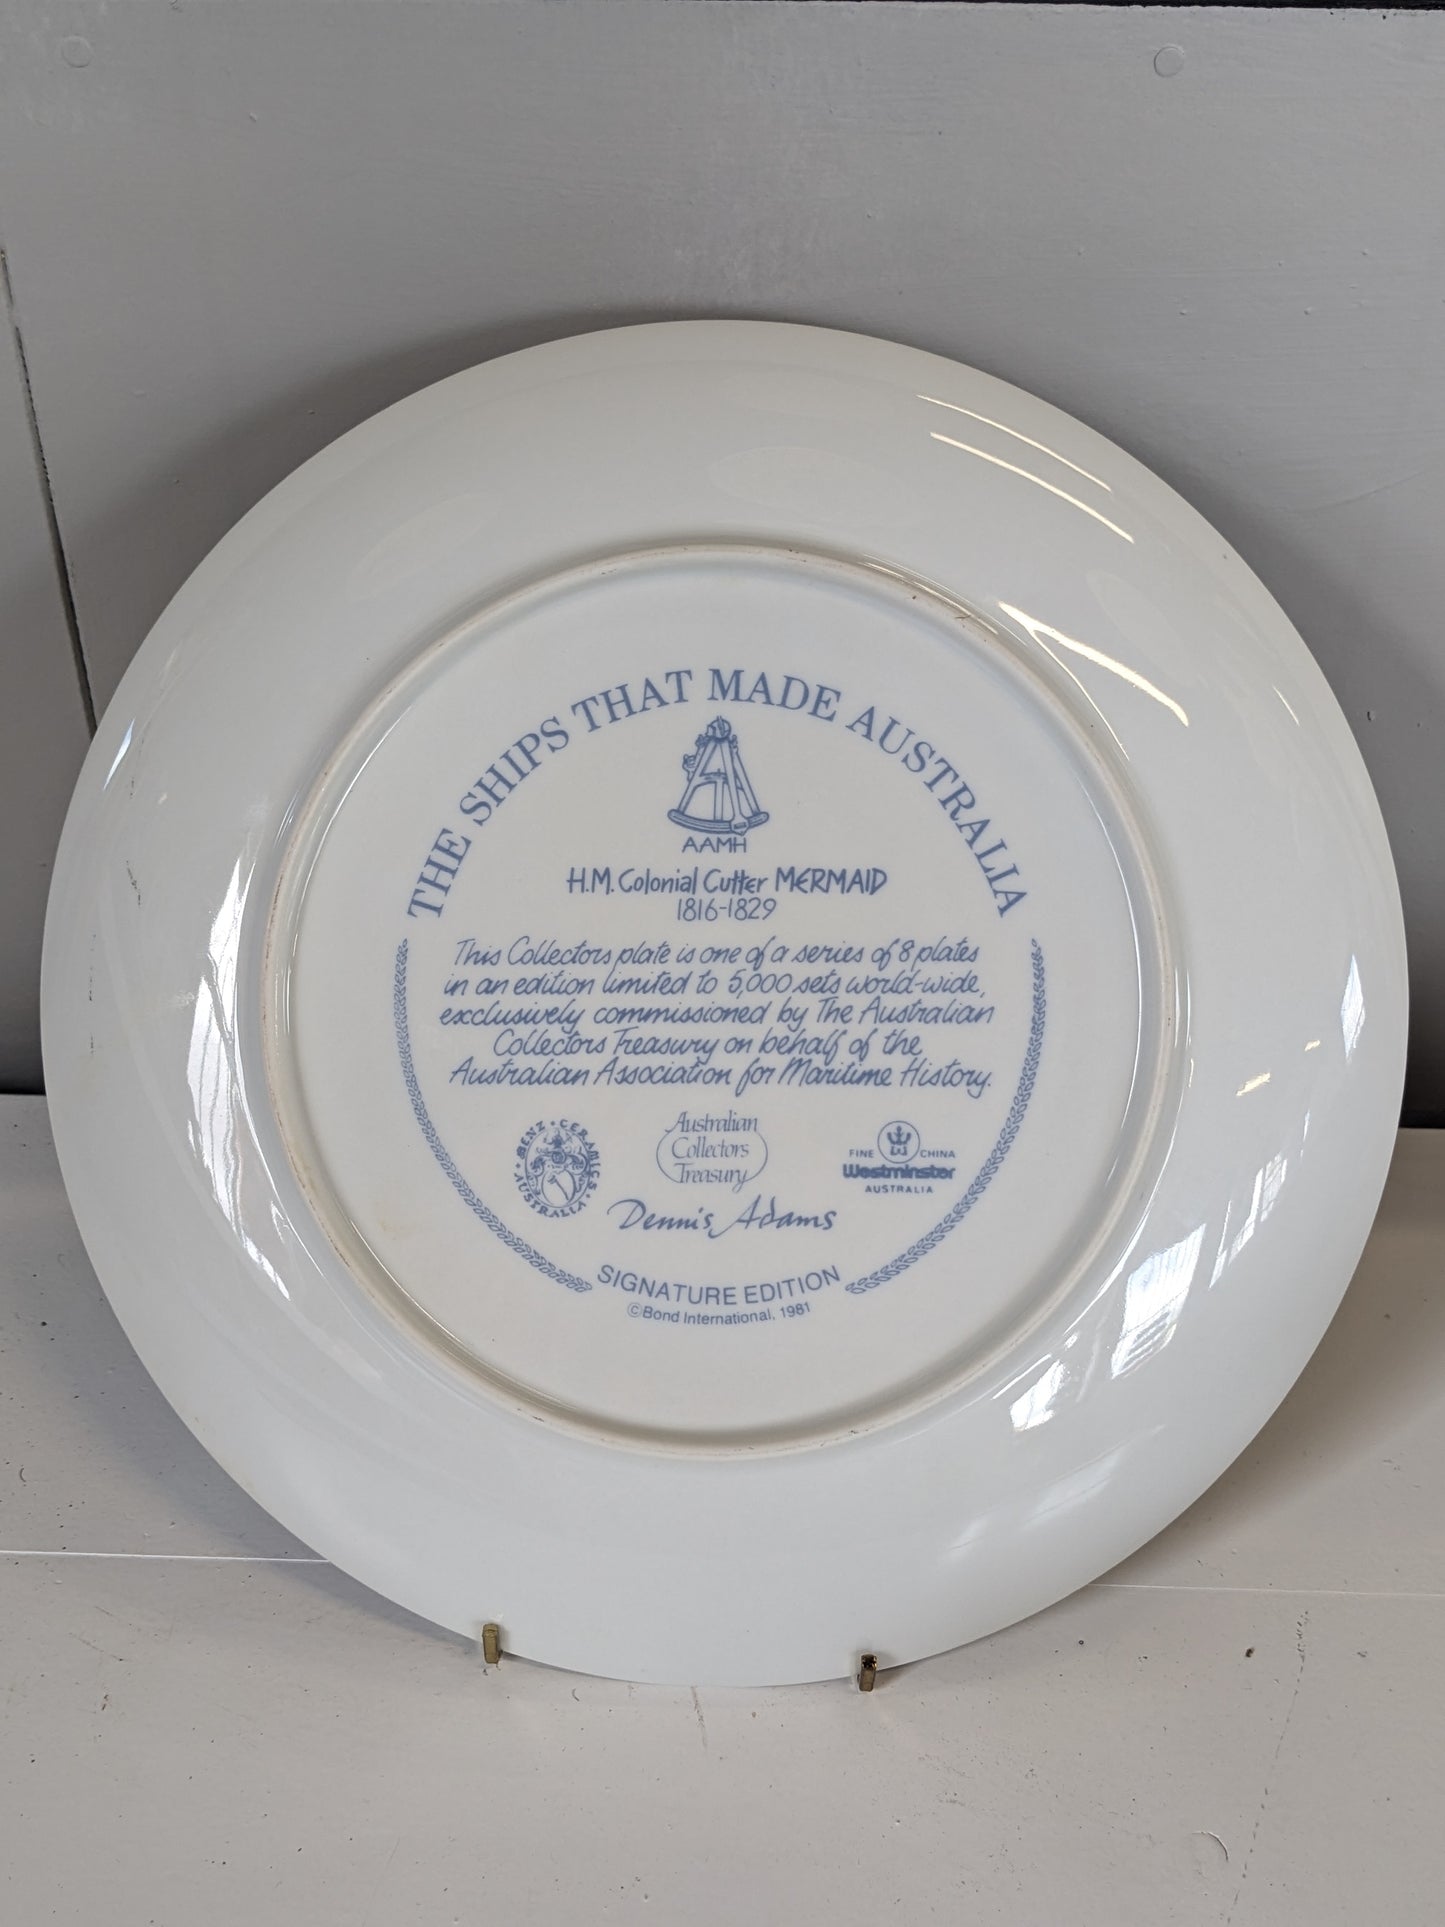 THE SHIPS THAT MADE AUSTRALIA
AAMH
H.M. Colonial Cutter MERMAID
1816-1829
This Collectors plate is one of a series of 8 plates
in an edition limited to 5,000 sets world-wide,
exclusively commissioned by The Australian
Collectors Treasury on behalf of the
Australian Association for Maritime History.
BENZ • CERAMICS • AUSTRALIA •
Australian
Collectors
Treasury
FINE CHINA
Westminster
AUSTRALIA
Dennis Adams
SIGNATURE EDITION
©Bond International, 1981